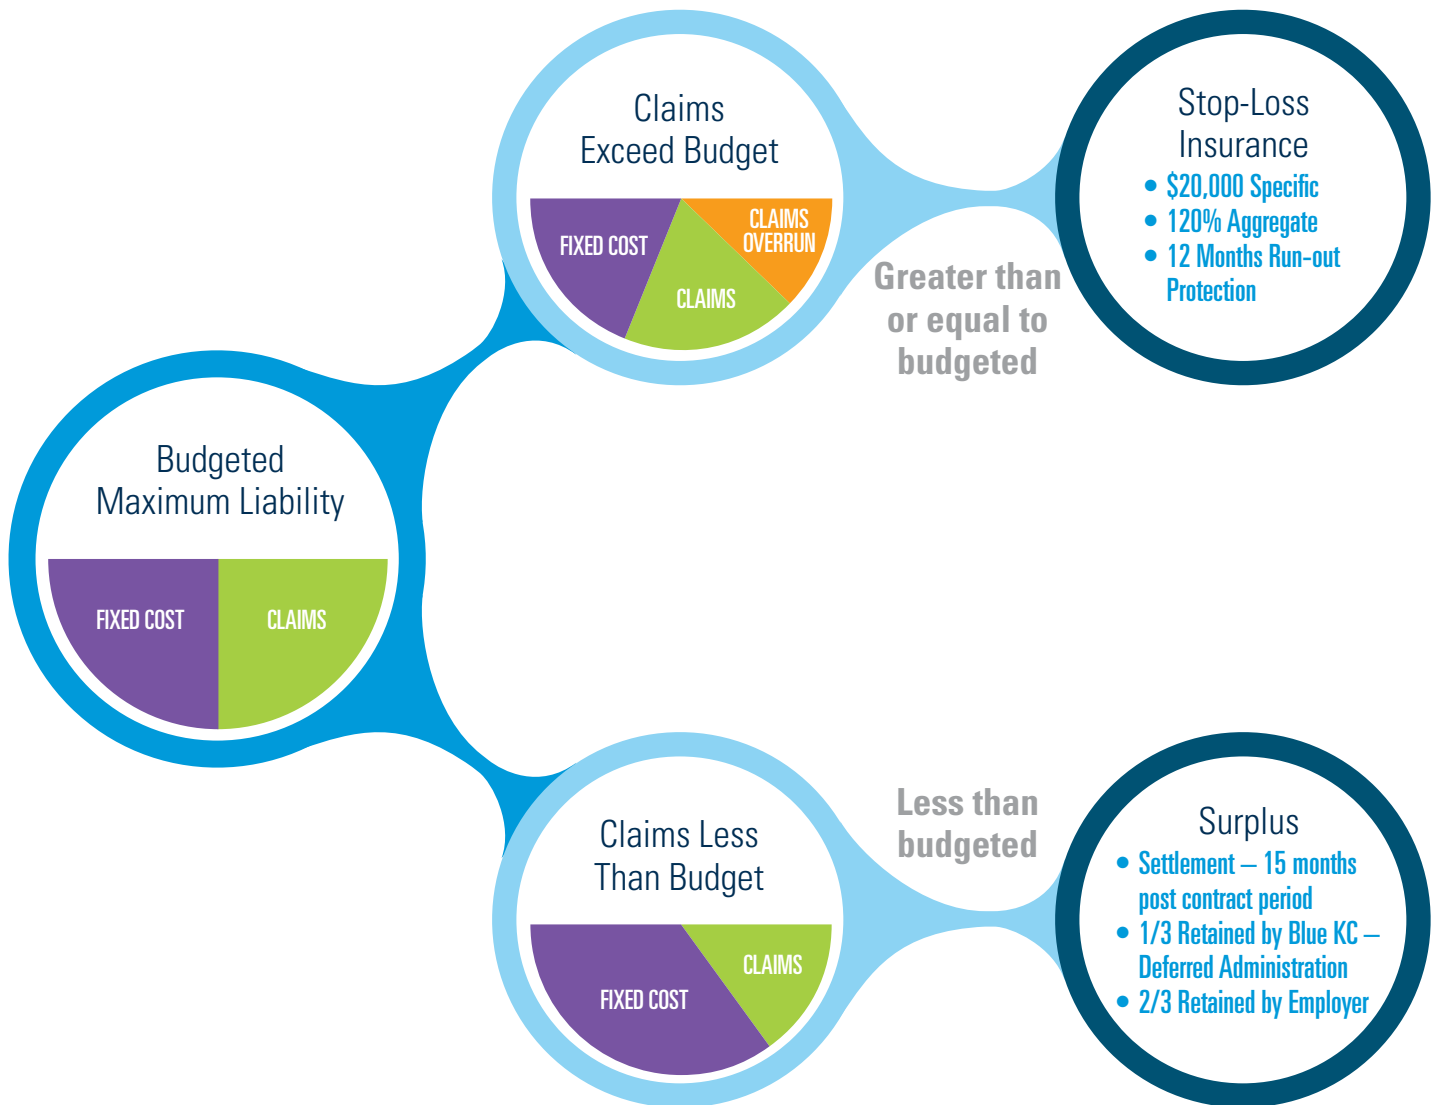 Claims
Exceed Budget
FIXED COST
CLAIMS
CLAIMS
OVERRUN
Greater than
or equal to
budgeted
Stop-Loss
Insurance
• $20,000 Specific
• 120% Aggregate
• 12 Months Run-out
Protection
Budgeted
Maximum Liability
FIXED COST
CLAIMS
Claims Less
Than Budget
FIXED COST
CLAIMS
Less than
budgeted
Surplus
• Settlement – 15 months
post contract period
• 1/3 Retained by Blue KC –
Deferred Administration
• 2/3 Retained by Employer